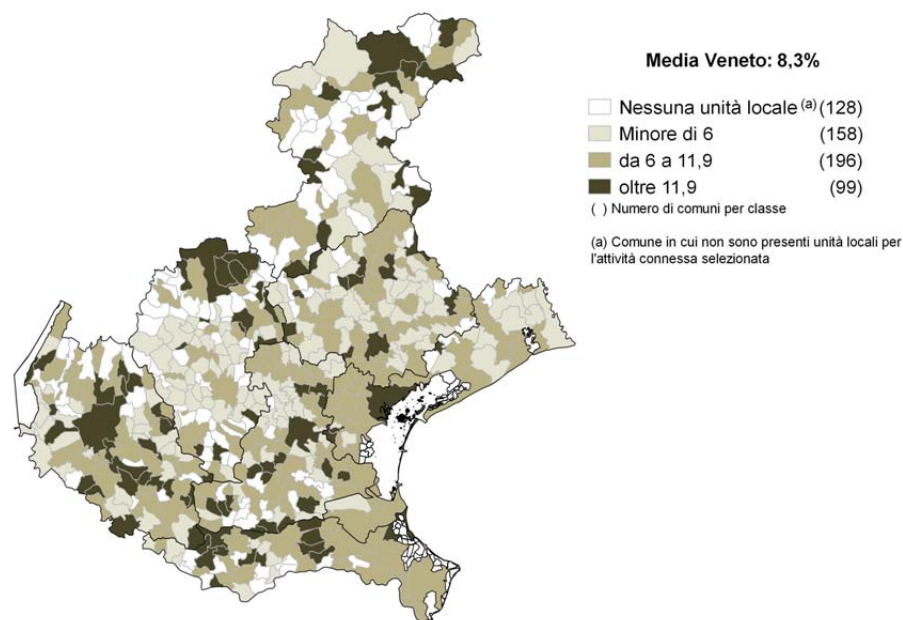 Media Veneto: 8,3%
Nessuna unità locale (a) (128)
Minore di 6 (158)
da 6 a 11,9 (196)
oltre 11,9 (99)
( ) Numero di comuni per classe
(a) Comune in cui non sono presenti unità locali per
l'attività connessa selezionata